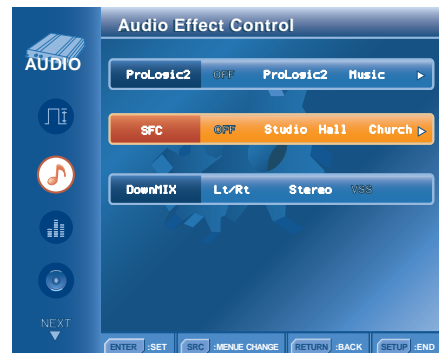 Audio Effect Control
AUDIO
ProLogic2 OFF ProLogic2 Music
SFC OFF Studio Hall Church
DownMIX Lt/Rt Stereo VSS
NEXT
ENTER :SET SRC :MENUE CHANGE RETURN :BACK SETUP :END